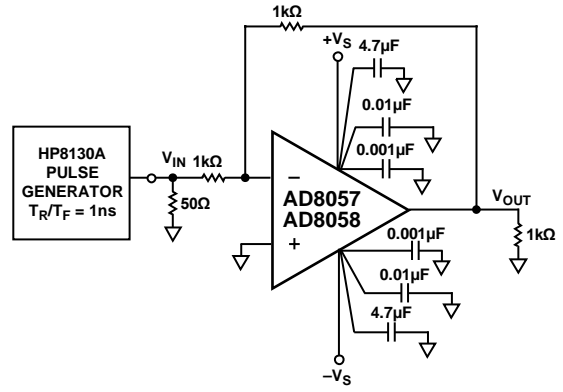 1kΩ
+VS
4.7µF
0.01µF
0.001µF
HP8130A
PULSE
GENERATOR
TR/TF = 1ns
VIN
1kΩ
50Ω
–
+
AD8057
AD8058
VOUT
1kΩ
0.001µF
0.01µF
4.7µF
–VS